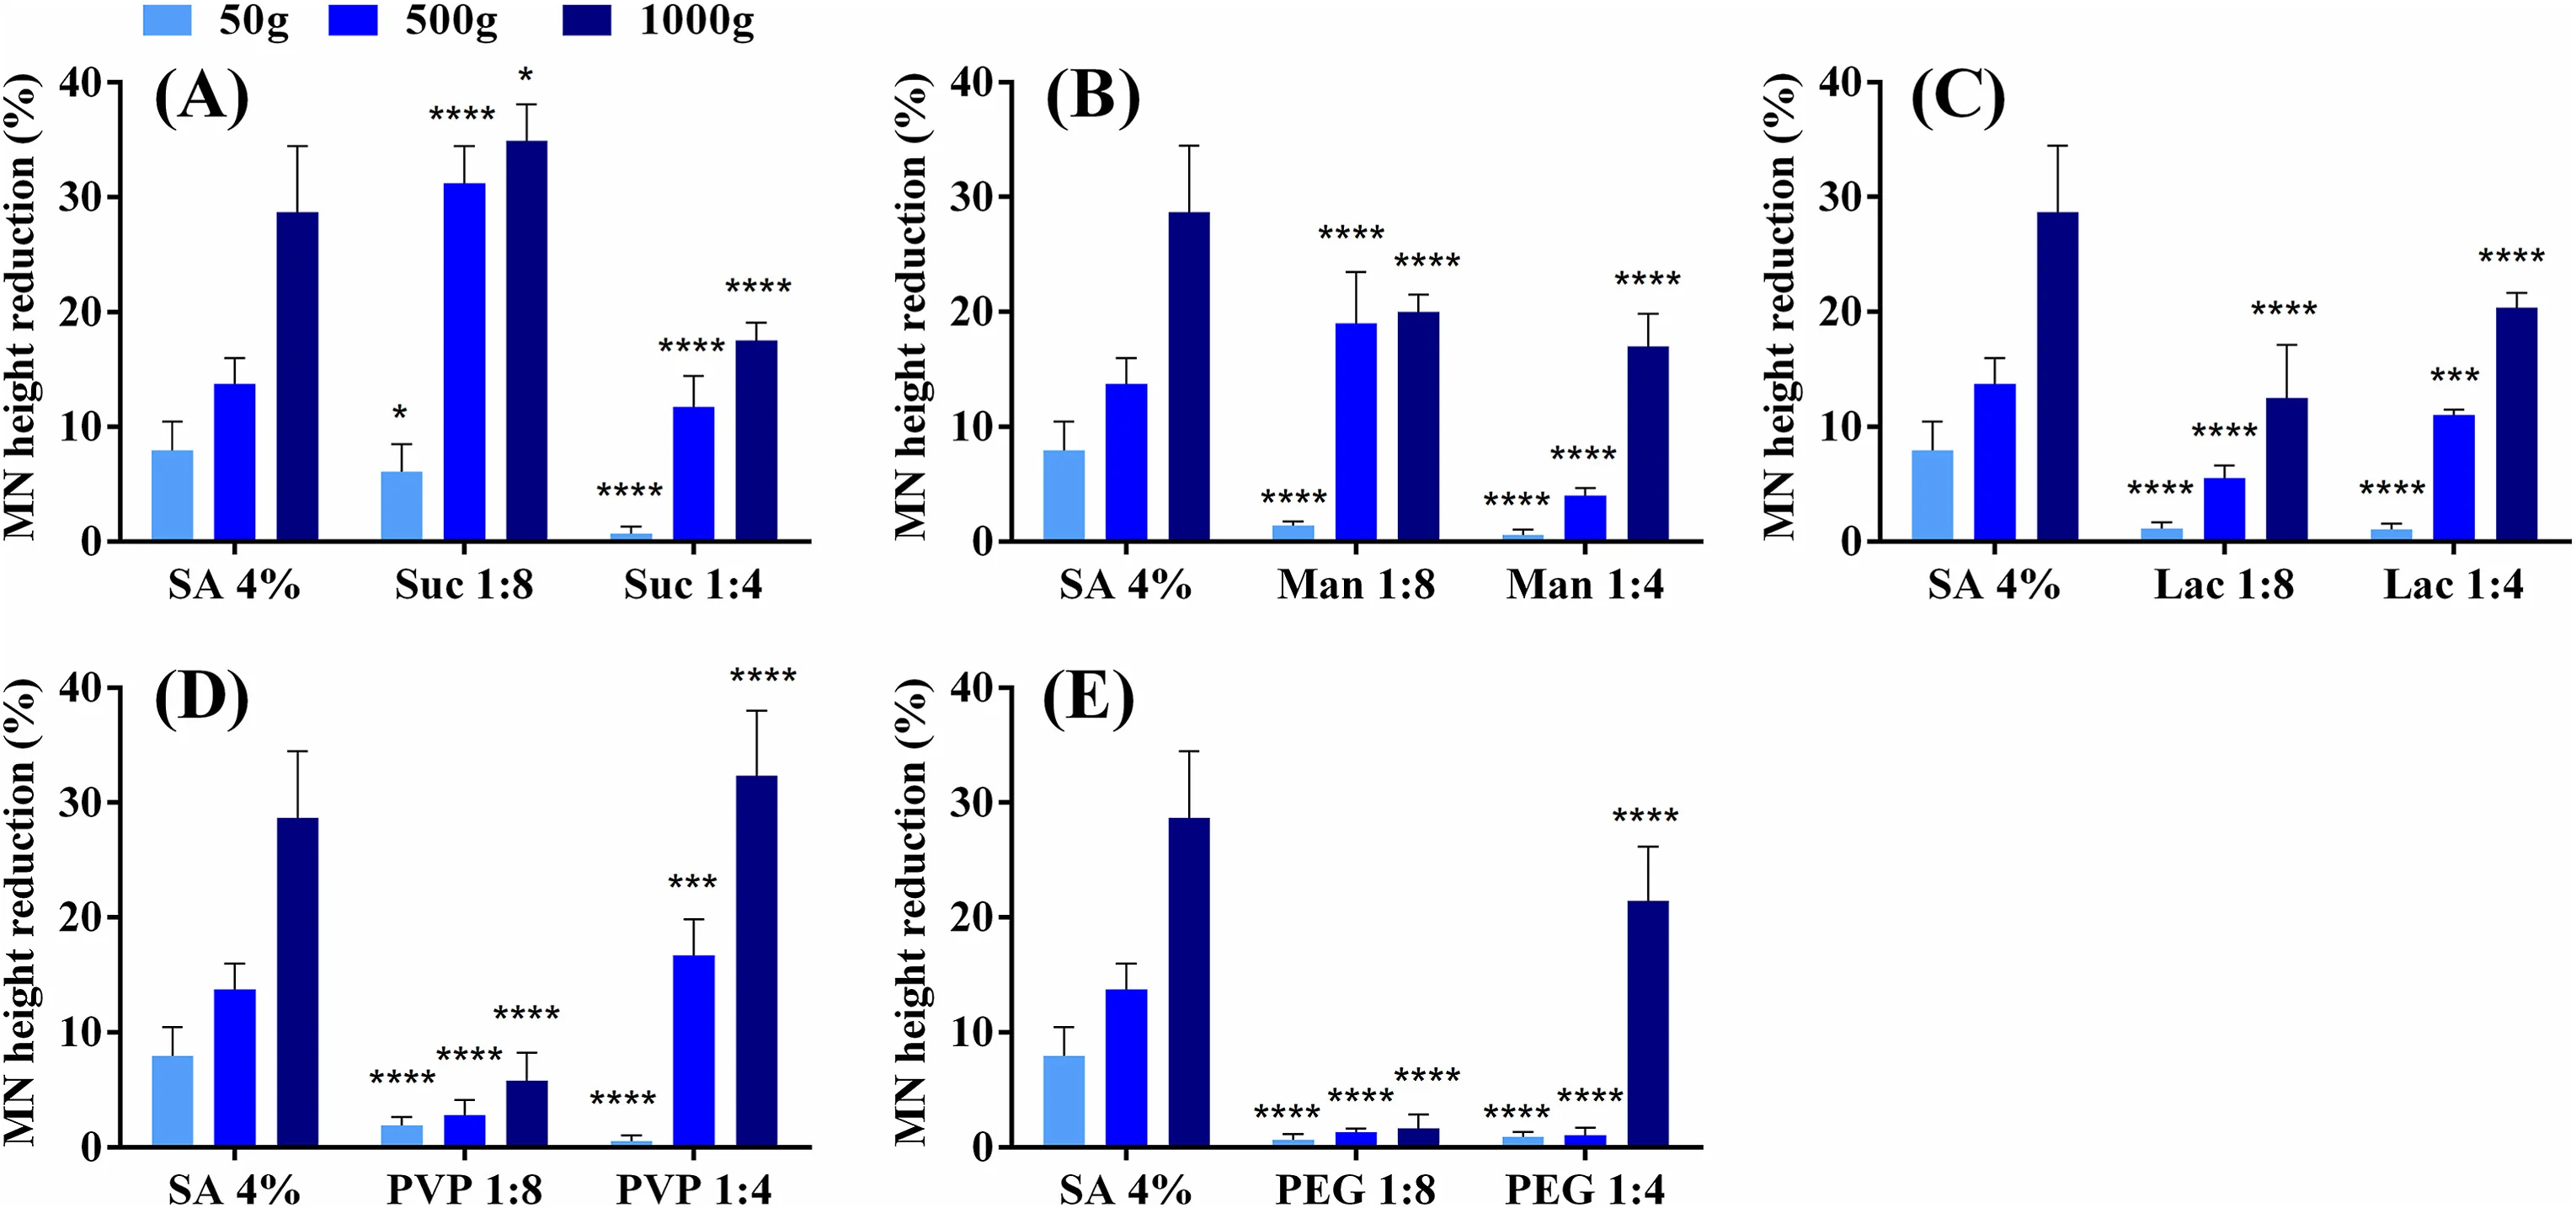 50g 500g 1000g
(A)
MN height reduction (%)
40
30
20
10
0
* **** *
**** **** ****
SA 4% Suc 1:8 Suc 1:4
(B)
MN height reduction (%)
40
30
20
10
0
**** **** ****
**** **** ****
SA 4% Man 1:8 Man 1:4
(C)
MN height reduction (%)
40
30
20
10
0
**** **** ****
**** *** ****
SA 4% Lac 1:8 Lac 1:4
(D)
MN height reduction (%)
40
30
20
10
0
**** **** ****
**** *** ****
SA 4% PVP 1:8 PVP 1:4
(E)
MN height reduction (%)
40
30
20
10
0
**** **** ****
**** **** ****
SA 4% PEG 1:8 PEG 1:4